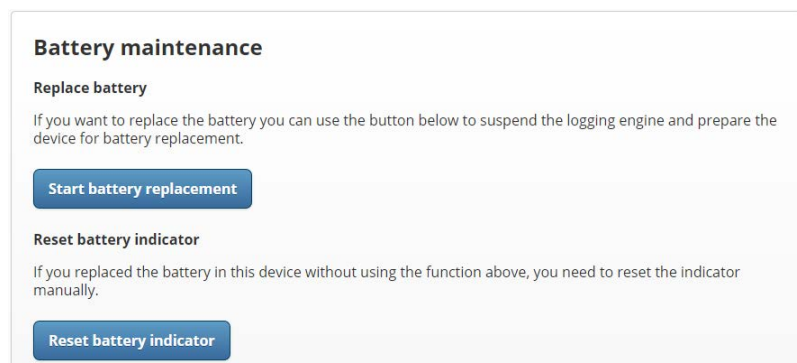 Battery maintenance
Replace battery
If you want to replace the battery you can use the button below to suspend the logging engine and prepare the
device for battery replacement.
Start battery replacement
Reset battery indicator
If you replaced the battery in this device without using the function above, you need to reset the indicator
manually.
Reset battery indicator